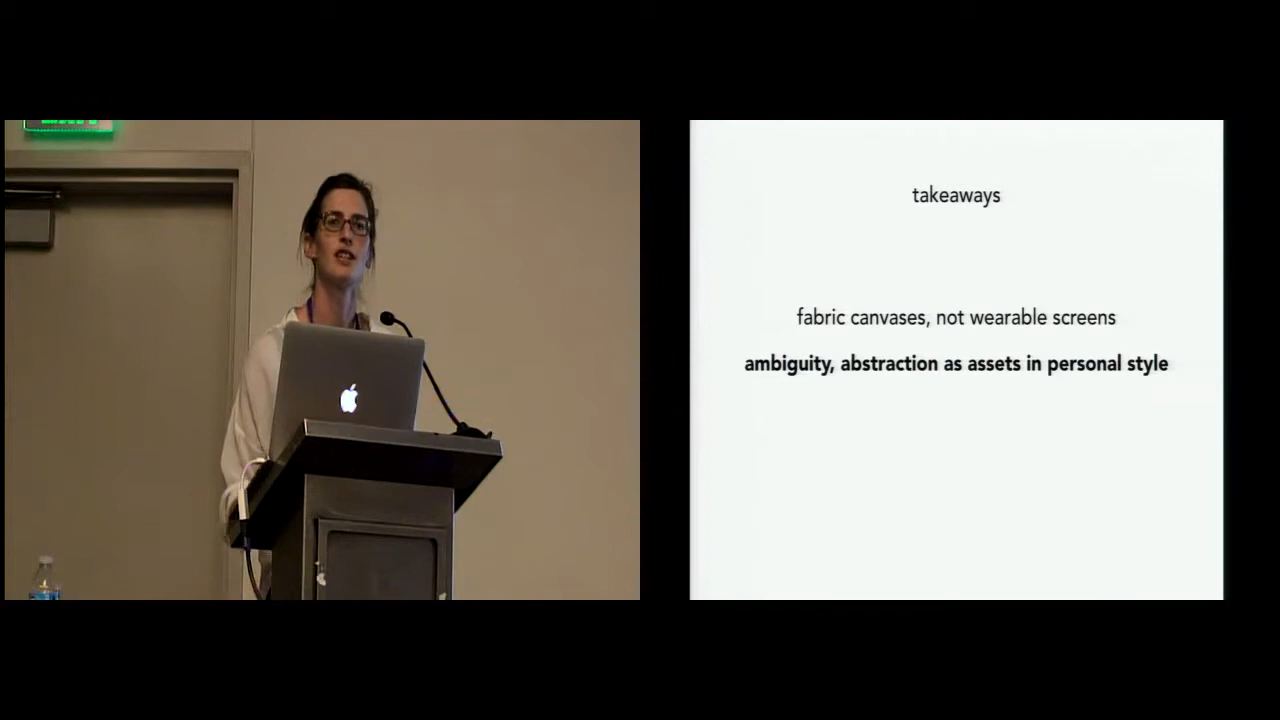 takeaways
fabric canvases, not wearable screens
ambiguity, abstraction as assets in personal style